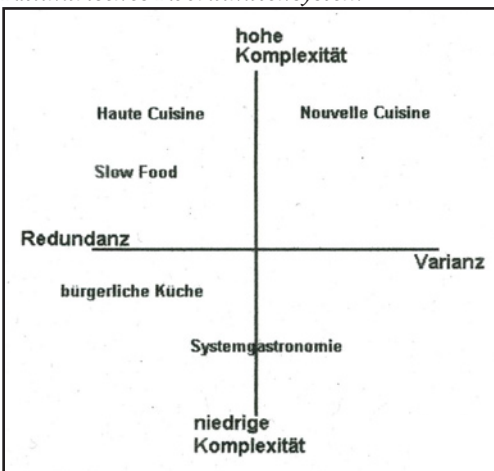 hohe
Komplexität
Haute Cuisine
Nouvelle Cuisine
Slow Food
Redundanz
Varianz
bürgerliche Küche
Systemgastronomie
niedrige
Komplexität